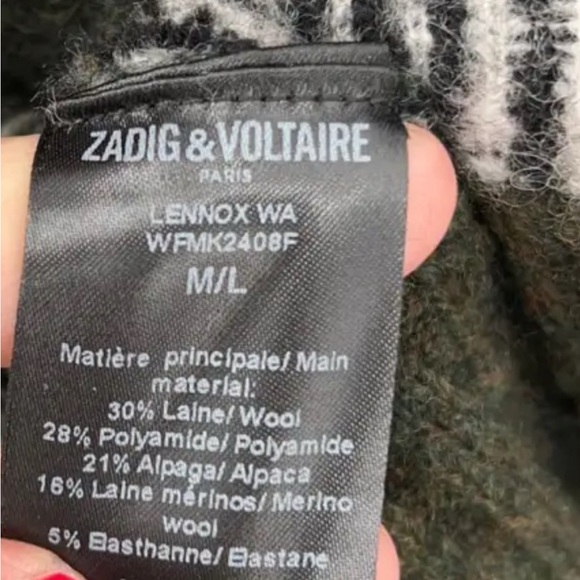 ZADIG & VOLTAIRE
PARIS
LENNOX WA
WFMK2408F
M/L
Matière principale/ Main
material:
30% Laine/ Wool
28% Polyamide/ Polyamide
21% Alpaga/ Alpaca
16% Laine mérinos/ Merino
wool
5% Elasthanne/ Elastane